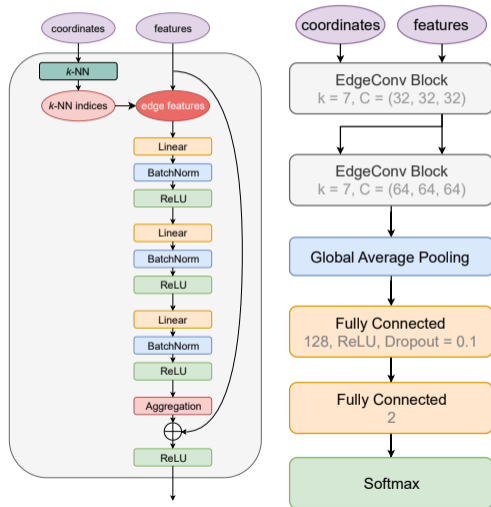 coordinates
features
k-NN
k-NN indices
edge features
Linear
BatchNorm
ReLU
Linear
BatchNorm
ReLU
Linear
BatchNorm
ReLU
Aggregation
ReLU
coordinates
features
EdgeConv Block
k = 7, C = (32, 32, 32)
EdgeConv Block
k = 7, C = (64, 64, 64)
Global Average Pooling
Fully Connected
128, ReLU, Dropout = 0.1
Fully Connected
2
Softmax